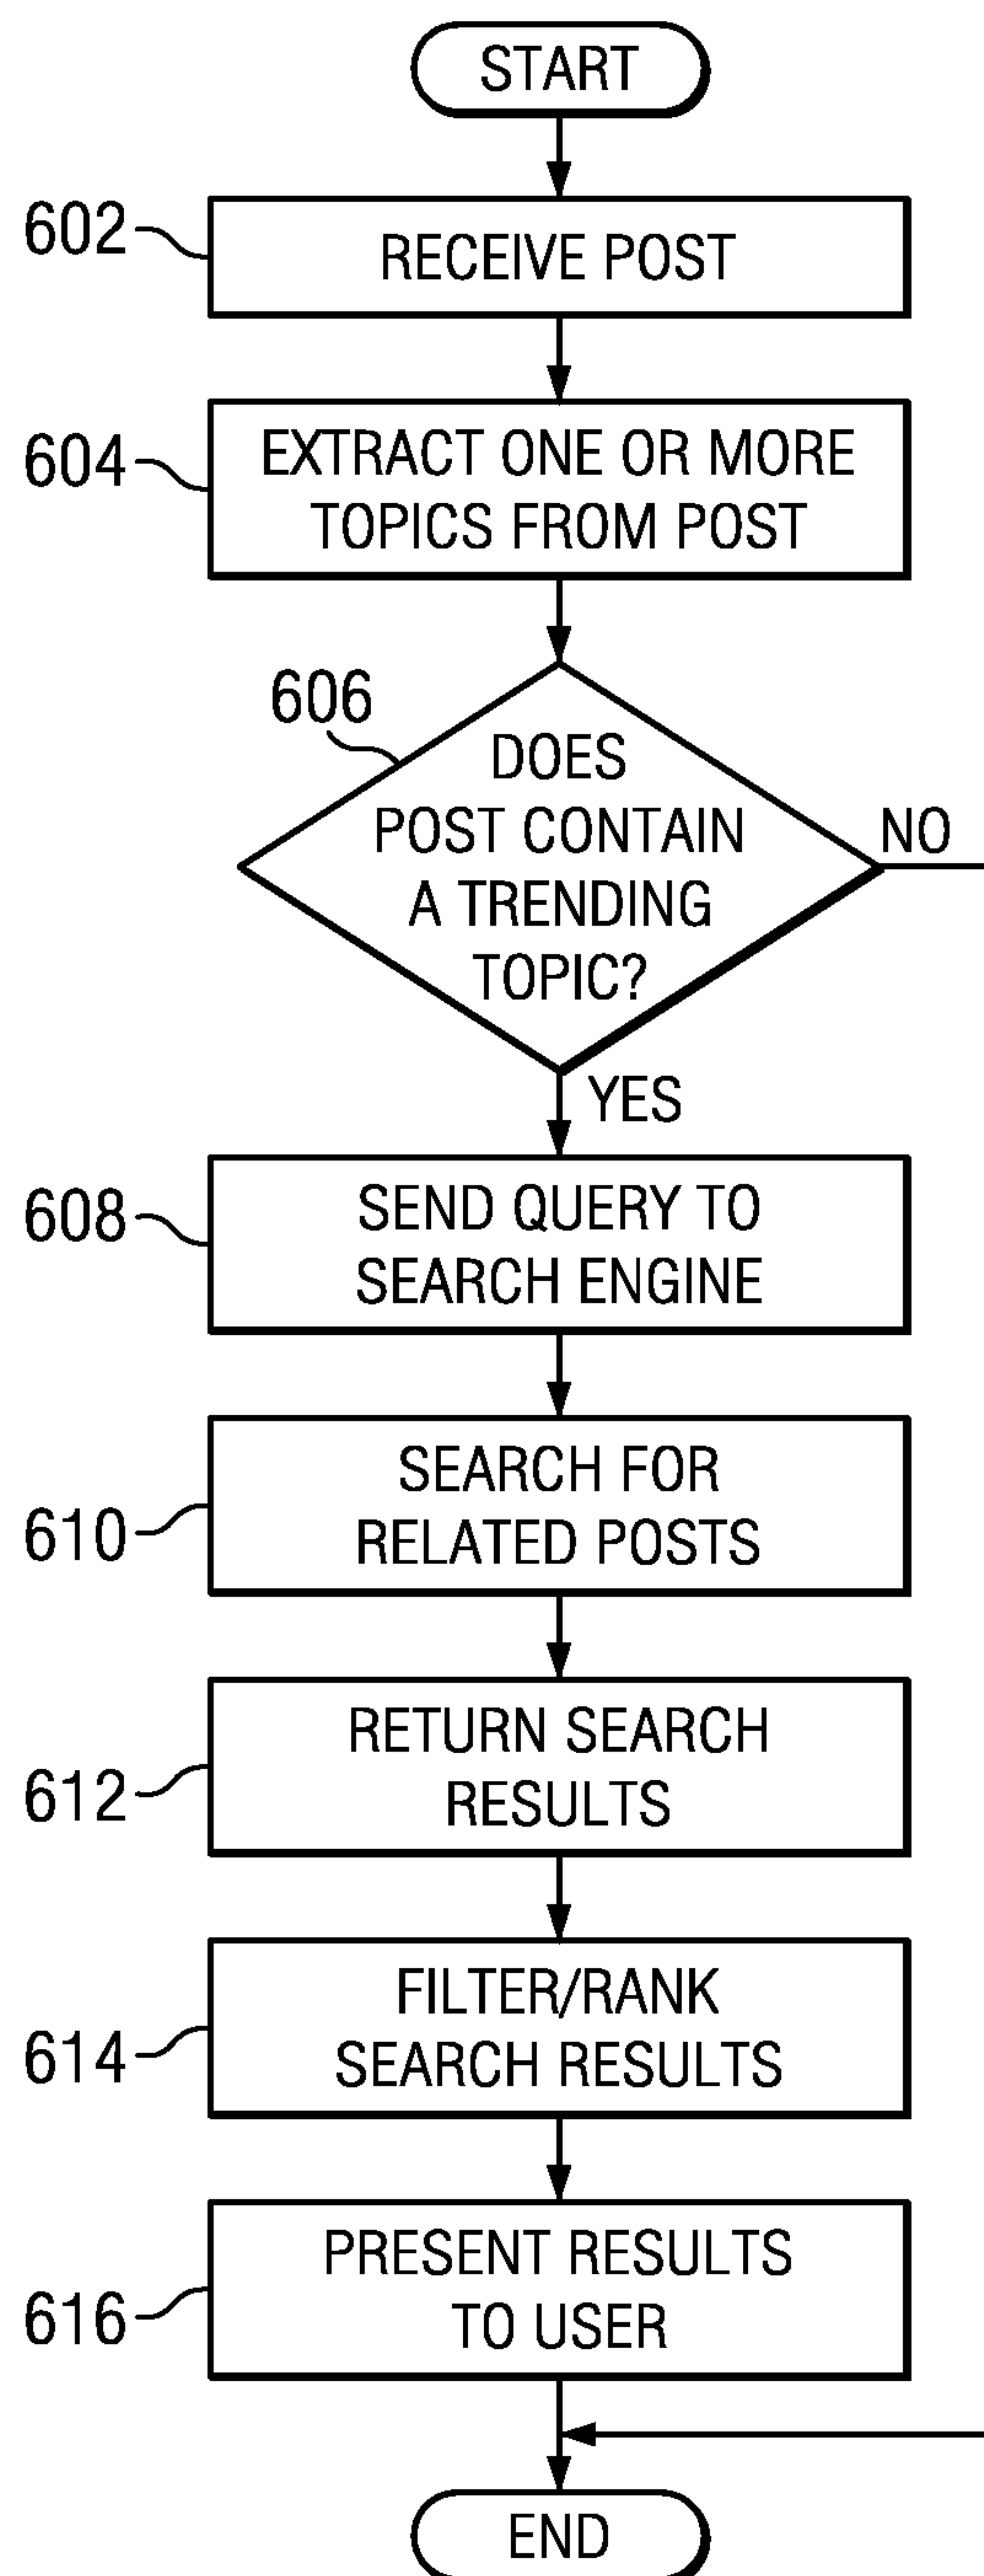 START
602
RECEIVE POST
604
EXTRACT ONE OR MORE
TOPICS FROM POST
606
DOES
POST CONTAIN
A TRENDING
TOPIC?
NO
YES
608
SEND QUERY TO
SEARCH ENGINE
610
SEARCH FOR
RELATED POSTS
612
RETURN SEARCH
RESULTS
614
FILTER/RANK
SEARCH RESULTS
616
PRESENT RESULTS
TO USER
END